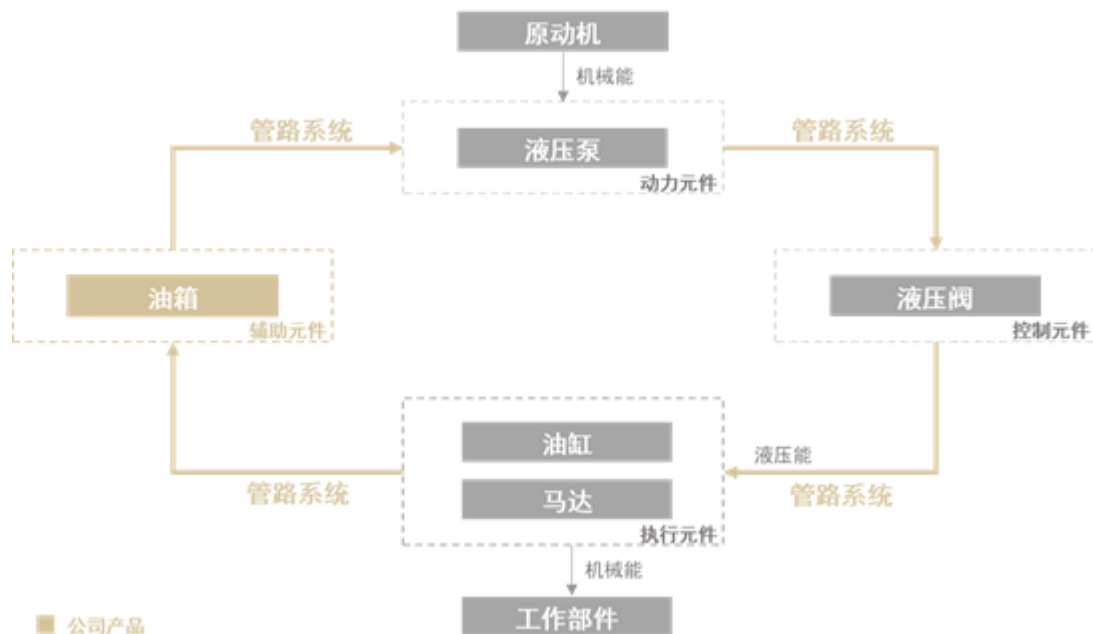 原动机
机械能
管路系统
管路系统
液压泵
动力元件
油箱
辅助元件
液压阀
控制元件
油缸
液压能
管路系统
马达
管路系统
执行元件
机械能
工作部件
公司产品